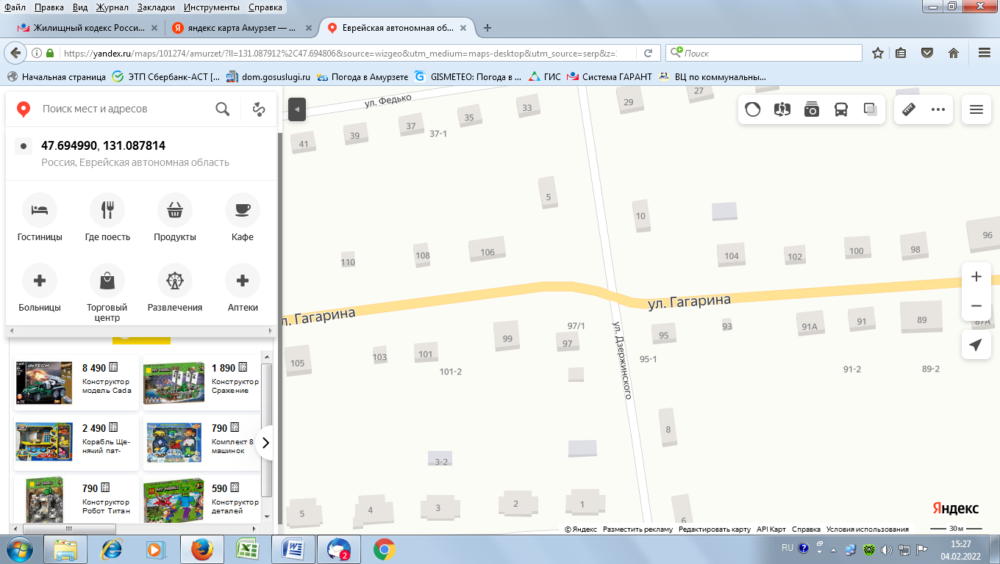 Файл Правка Вид Журнал Закладки Инструменты Справка
Жилищный кодекс Росси...
яндекс карта Амурзет — ...
Еврейская автономная об...
https://yandex.ru/maps/101274/amurzet/?ll=131.087912%2C47.694806&source=wizgeo&utm_medium=maps-desktop&utm_source=serp&z=
Поиск
Начальная страница
ЭТП Сбербанк-АСТ [...
dom.gosuslugi.ru
Погода в Амурзете
GISMETEO: Погода в ...
ГИС
Система ГАРАНТ
ВЦ по коммунальны...
Поиск мест и адресов
47.694990, 131.087814
Россия, Еврейская автономная область
Гостиницы
Где поесть
Продукты
Кафе
Больницы
Торговый
центр
Развлечения
Аптеки
8 490
Конструктор
модель Cada
1 890
Конструктор
Сражение
2 490
Корабль Ще-
нячий пат-
790
Комплект 8
машинок
790
Конструктор
Робот Титан
590
Конструктор
деталей
ул. Федько
27
29
33
35
37
37-1
39
41
5
10
96
98
100
102
104
106
108
110
л. Гагарина
ул. Гагарина
ул. Дзержинского
97/1
99
97
95
93
91А
91
89
87А
105
103
101
101-2
95-1
91-2
89-2
8
3-2
5
4
3
2
1
6
Яндекс
© Яндекс Разместить рекламу Редактировать карту API Карт Справка Условия использования
30 м
2
RU
15:27
04.02.2022